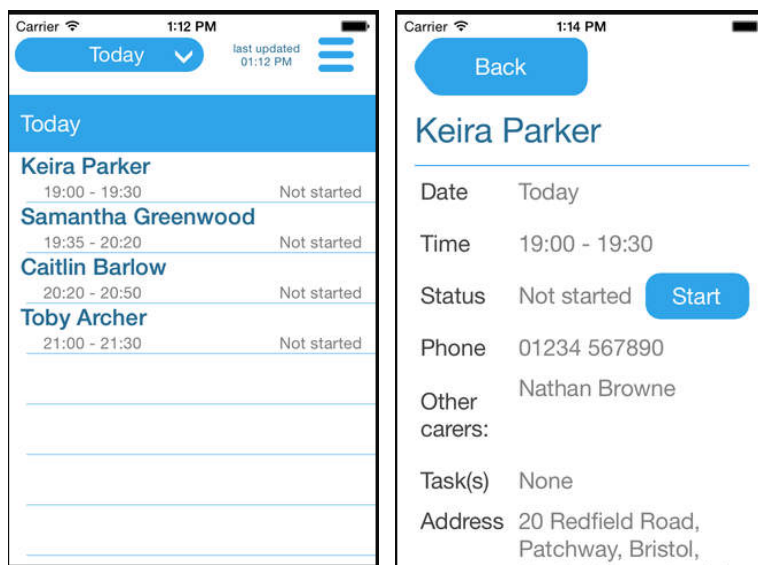 Carrier 1:12 PM
Today
last updated
01:12 PM
Today
Keira Parker
19:00 - 19:30 Not started
Samantha Greenwood
19:35 - 20:20 Not started
Caitlin Barlow
20:20 - 20:50 Not started
Toby Archer
21:00 - 21:30 Not started
Carrier 1:14 PM
Back
Keira Parker
Date Today
Time 19:00 - 19:30
Status Not started Start
Phone 01234 567890
Other
carers: Nathan Browne
Task(s) None
Address 20 Redfield Road,
Patchway, Bristol,